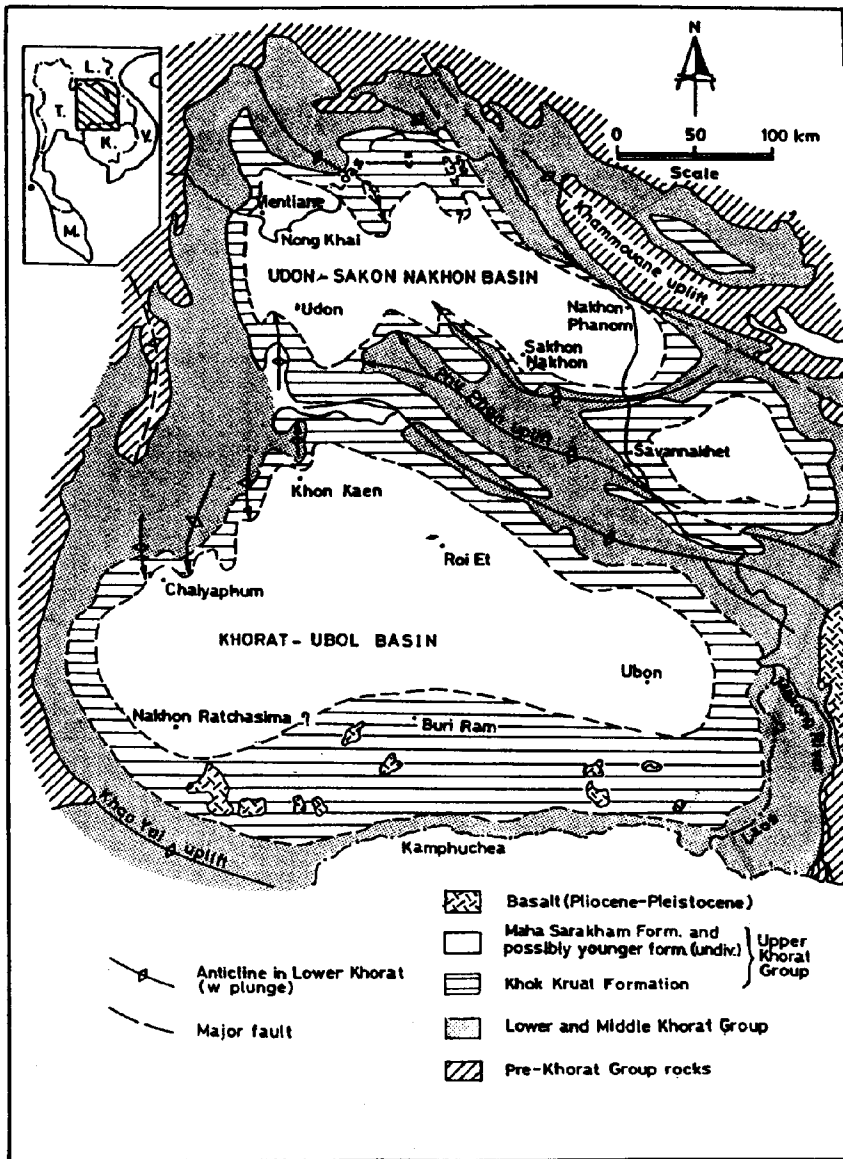 L.
T.
V.
K.
M.
N
0 50 100 km
Scale
Vientiane
Nong Khai
UDON - SAKON NAKHON BASIN
Udon
Nakhon-
Phanom
Sakhon
Nakhon
Khammouane uplift
?
Phu Phan uplift
Savannakhet
Khon Kaen
Roi Et
Chaiyaphum
KHORAT - UBOL BASIN
Ubon
Nakhon Ratchasima ?
Buri Ram
Mekong River
Laos
Khao Yai uplift
Kamphuchea
Anticline in Lower Khorat
(w plunge)
Major fault
Basalt (Pliocene-Pleistocene)
Maha Sarakham Form. and
possibly younger form. (undiv.)
Upper
Khorat
Group
Khok Kruat Formation
Lower and Middle Khorat Group
Pre-Khorat Group rocks